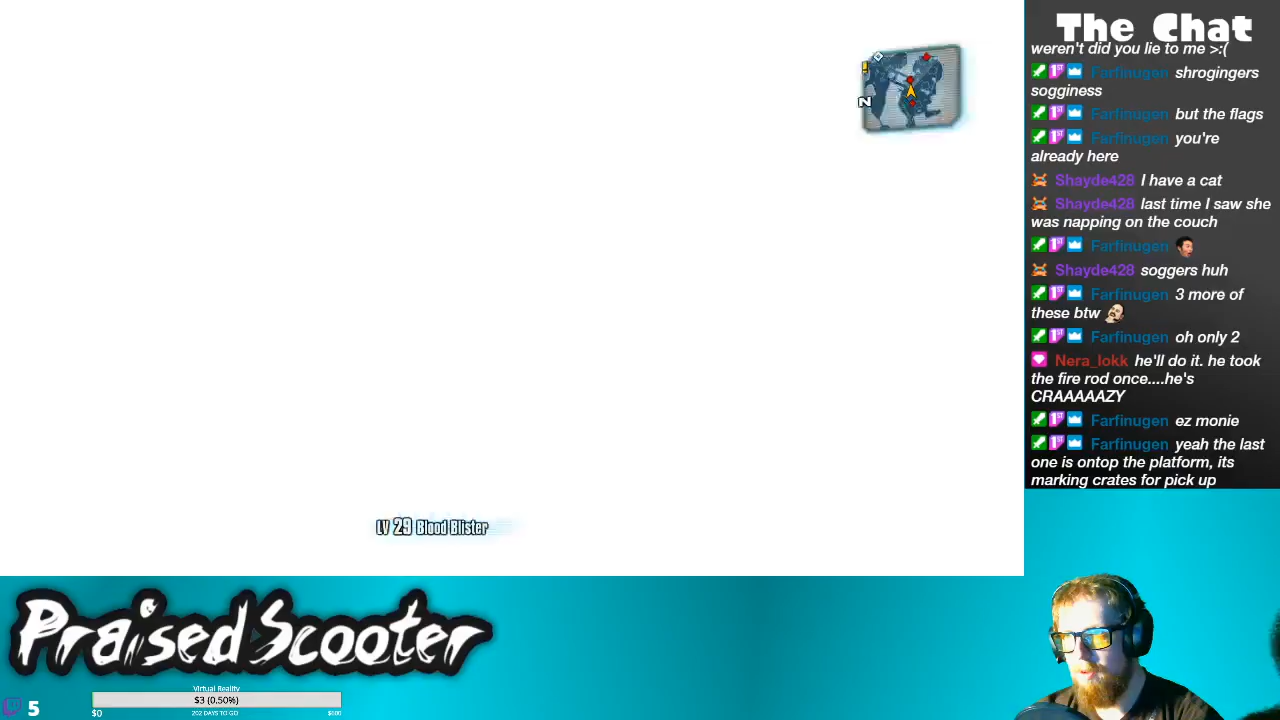 The Chat
weren't did you lie to me >:(
Farfinugen shrogingers
sogginess
Farfinugen but the flags
Farfinugen you're
already here
Shayde428 I have a cat
Shayde428 last time I saw she
was napping on the couch
Farfinugen
Shayde428 soggers huh
Farfinugen 3 more of
these btw
Farfinugen oh only 2
Nera_lokk he'll do it. he took
the fire rod once....he's
CRAAAAAZY
Farfinugen ez monie
Farfinugen yeah the last
one is ontop the platform, its
marking crates for pick up
N
LV 29 Blood Blister
PraisedScooter
5
Virtual Reality
$3 (0.50%)
$0
202 DAYS TO GO